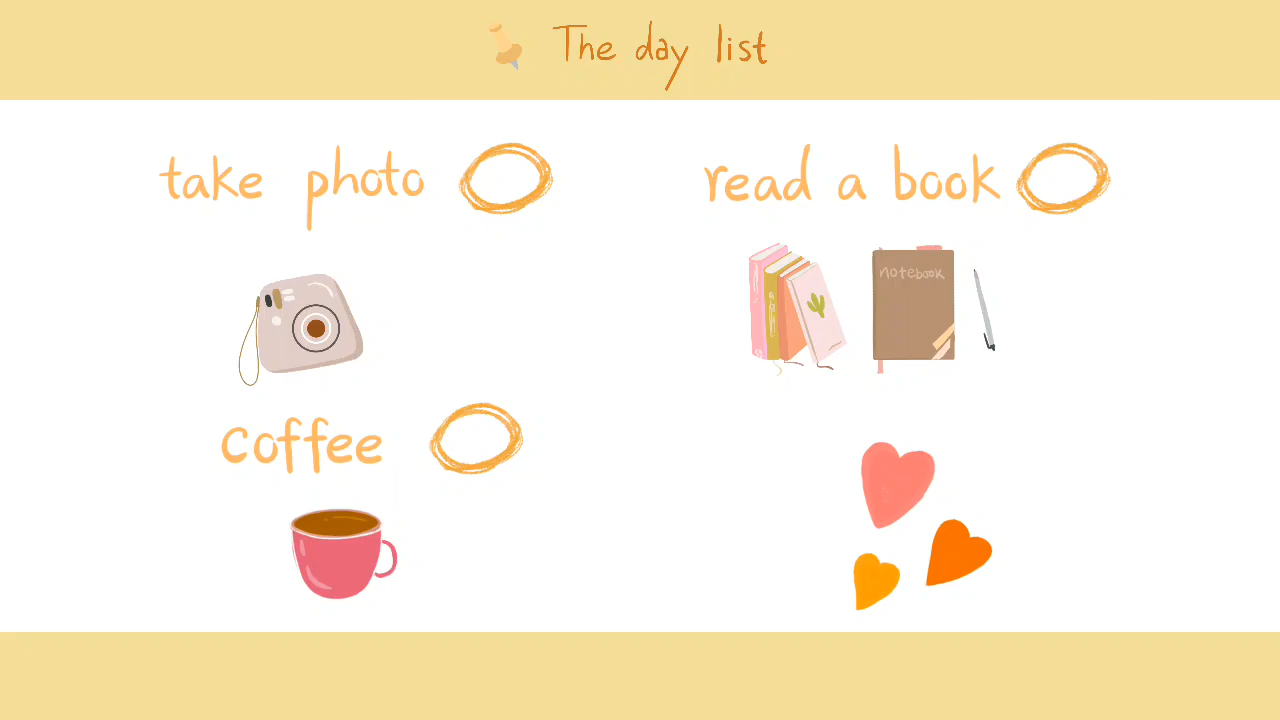 The day list
take photo
read a book
notebook
coffee